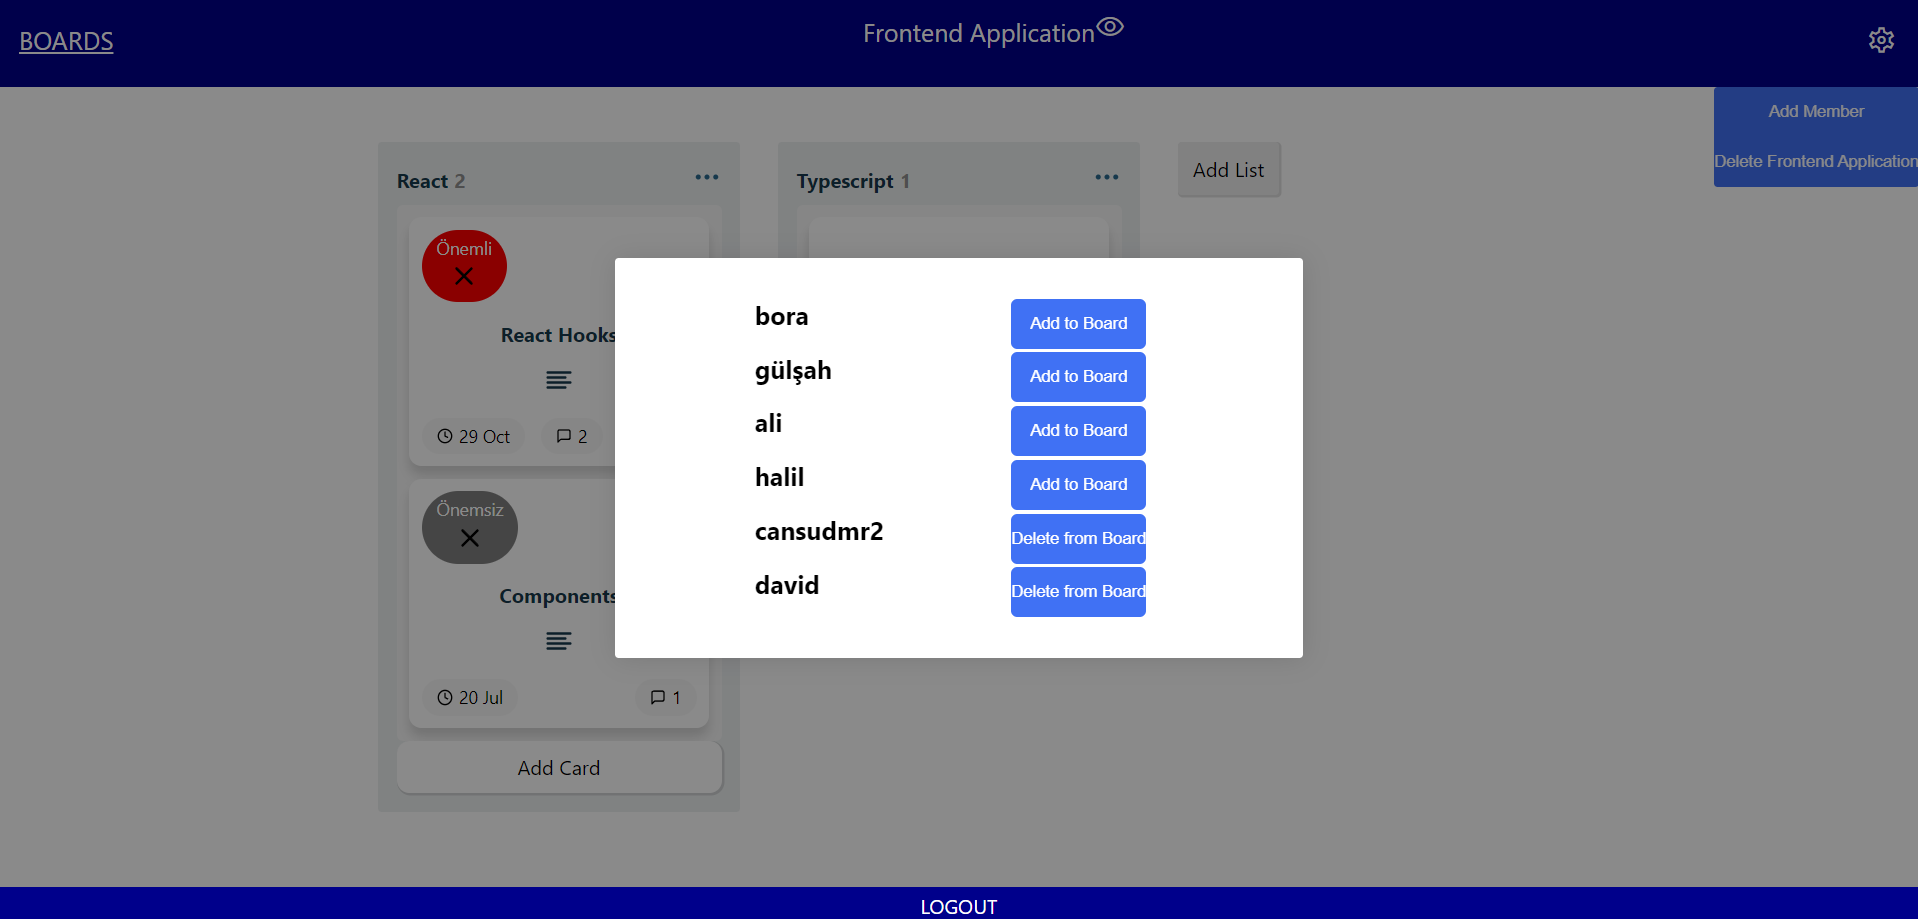 BOARDS
Frontend Application
Add Member
Delete Frontend Application
React 2
Typescript 1
Add List
Önemli
React Hooks
29 Oct
2
Önemsiz
Components
20 Jul
1
Add Card
bora
Add to Board
gülşah
Add to Board
ali
Add to Board
halil
Add to Board
cansudmr2
Delete from Board
david
Delete from Board
LOGOUT